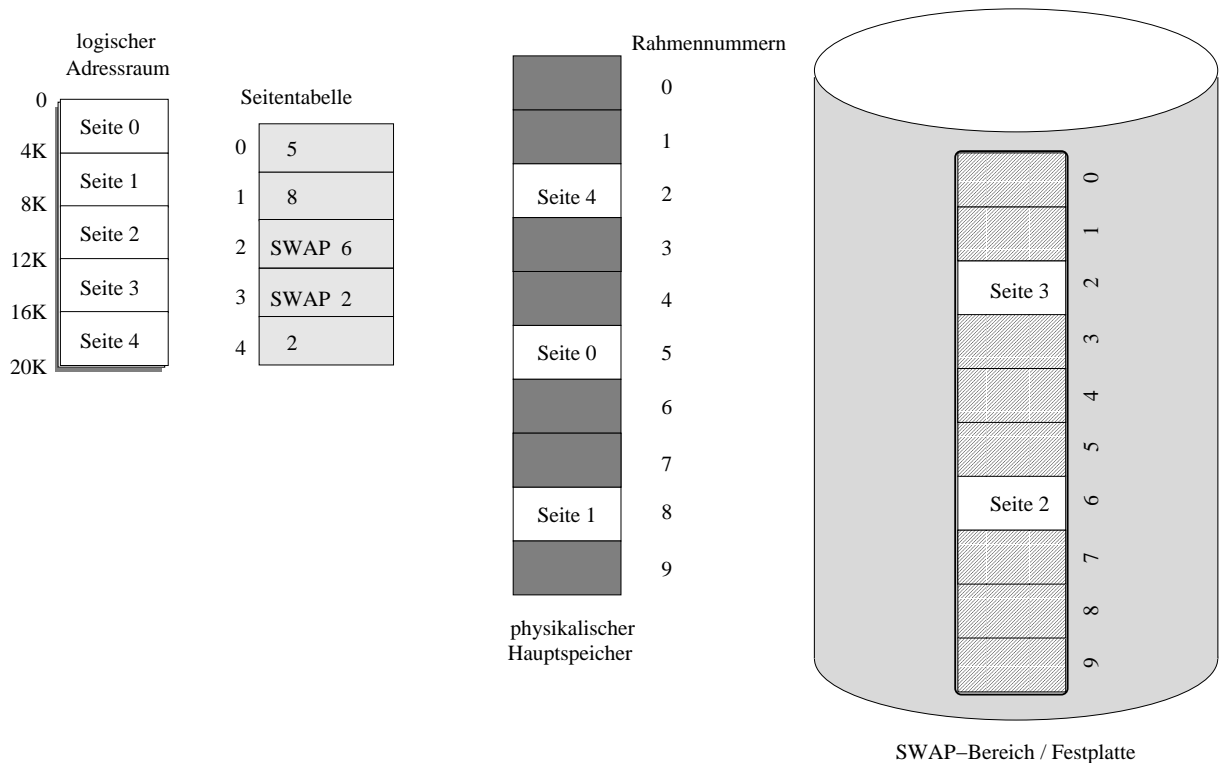 logischer
Adressraum
0
4K
8K
12K
16K
20K
Seite 0
Seite 1
Seite 2
Seite 3
Seite 4
Seitentabelle
0 5
1 8
2 SWAP 6
3 SWAP 2
4 2
Rahmennummern
0
1
Seite 4 2
3
4
Seite 0 5
6
7
Seite 1 8
9
physikalischer
Hauptspeicher
0
1
Seite 3 2
3
4
5
Seite 2 6
7
8
9
SWAP–Bereich / Festplatte